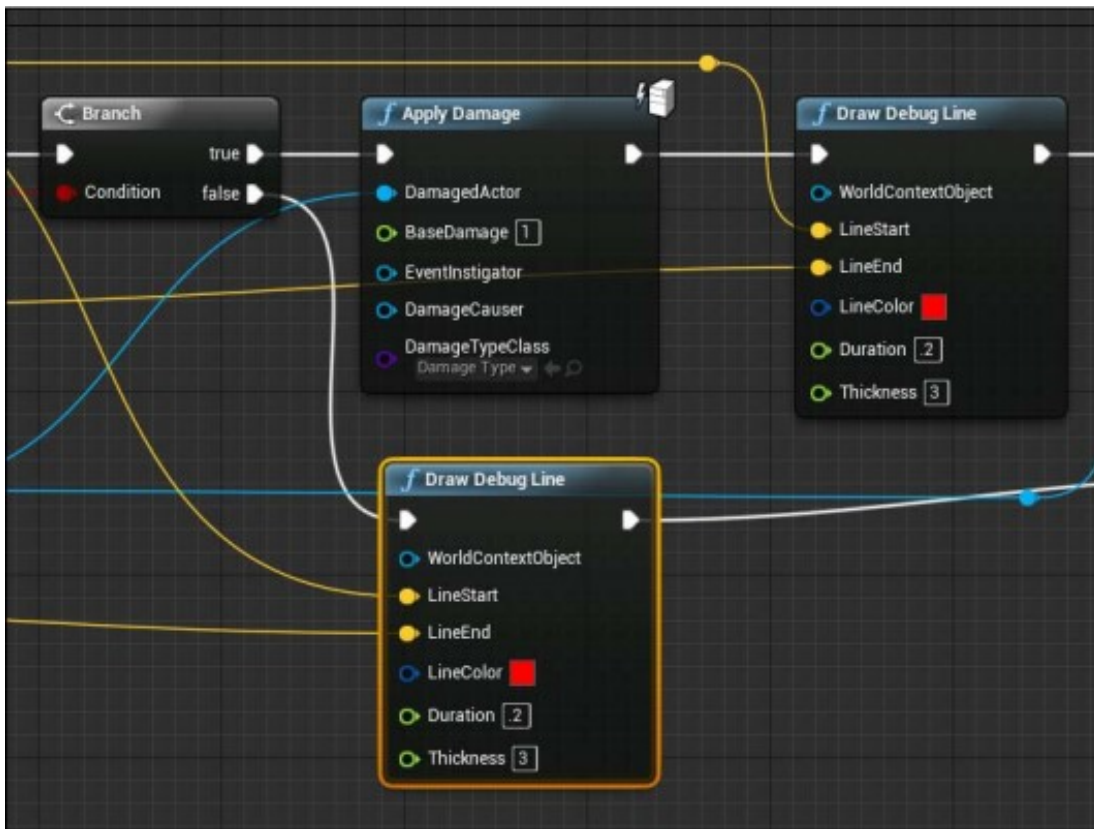 Branch
true
Condition
false
Apply Damage
DamagedActor
BaseDamage 1
EventInstigator
DamageCauser
DamageTypeClass
Damage Type
Draw Debug Line
WorldContextObject
LineStart
LineEnd
LineColor
Duration .2
Thickness 3
Draw Debug Line
WorldContextObject
LineStart
LineEnd
LineColor
Duration .2
Thickness 3